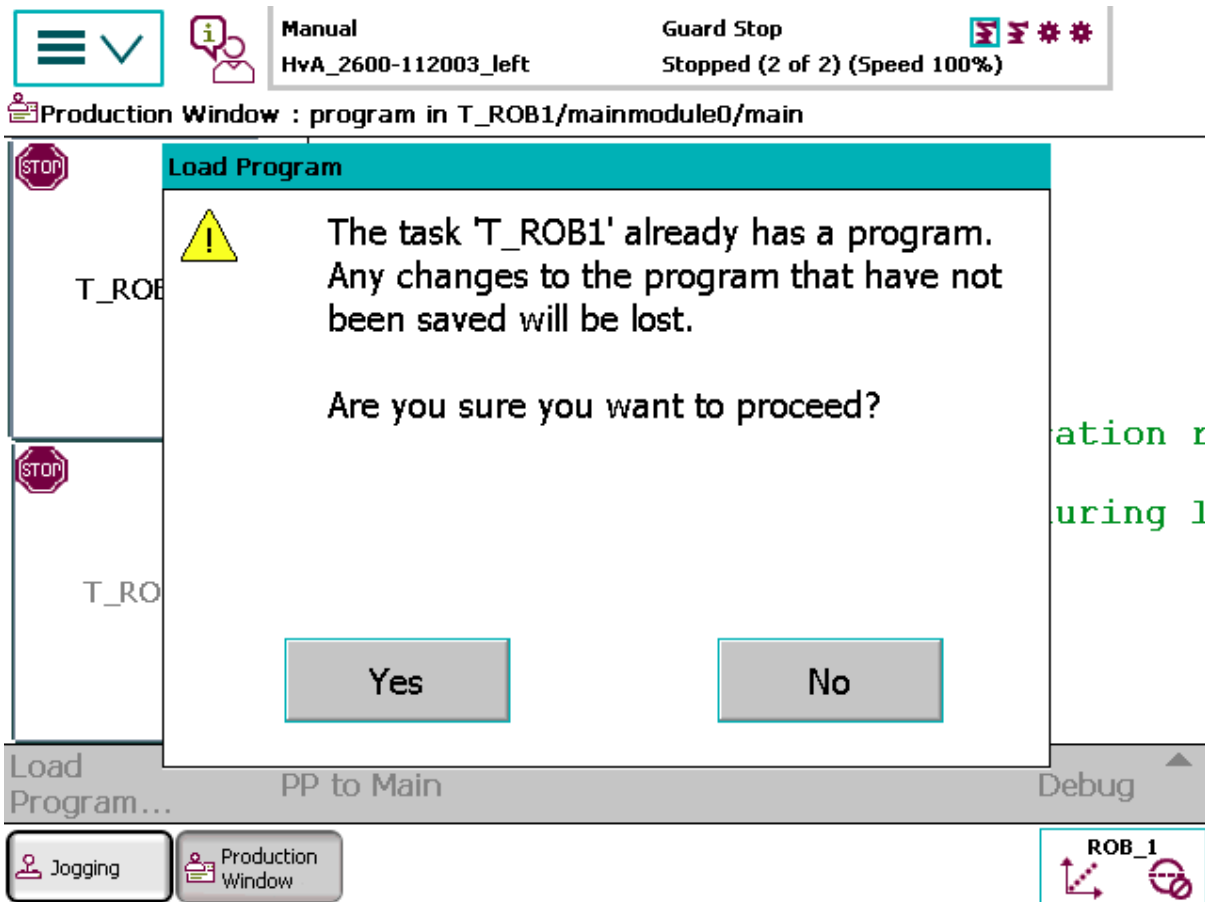 Manual
Guard Stop
HvA_2600-112003_left
Stopped (2 of 2) (Speed 100%)
Production Window : program in T_ROB1/mainmodule0/main
STOP
Load Program
The task 'T_ROB1' already has a program.
Any changes to the program that have not
been saved will be lost.
T_ROB
Are you sure you want to proceed?
ation r
STOP
uring l
T_RO
Yes
No
Load
Program...
PP to Main
Debug
Jogging
Production
Window
ROB_1